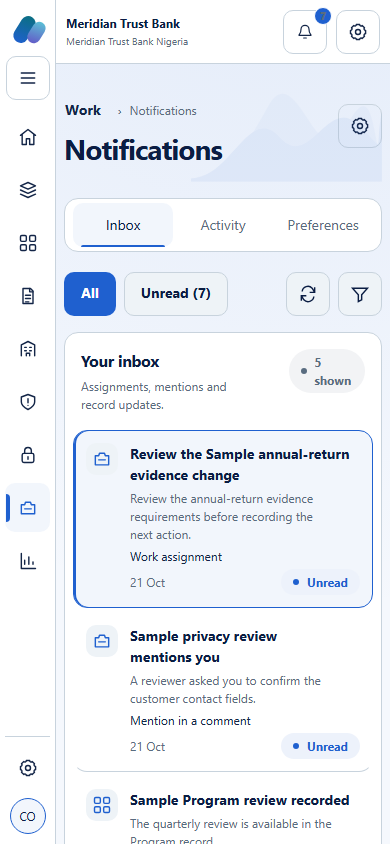 Meridian Trust Bank
Meridian Trust Bank Nigeria
Work › Notifications
Notifications
Inbox Activity Preferences
All Unread (7)
Your inbox
5 shown
Assignments, mentions and
record updates.
Review the Sample annual-return
evidence change
Review the annual-return evidence
requirements before recording the
next action.
Work assignment
21 Oct Unread
Sample privacy review
mentions you
A reviewer asked you to confirm the
customer contact fields.
Mention in a comment
21 Oct Unread
Sample Program review recorded
The quarterly review is available in the
Program record.
CO